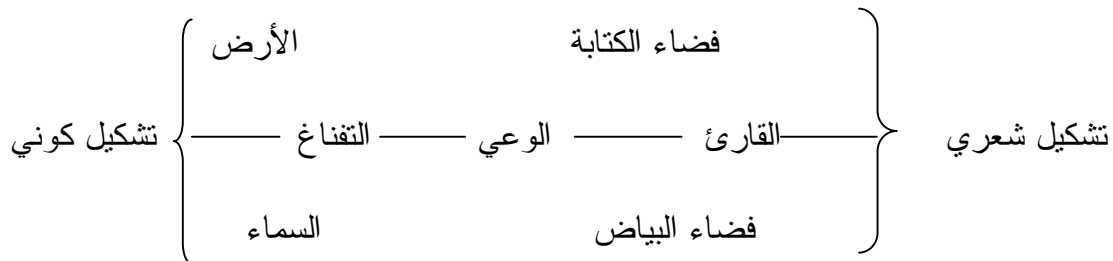 فضاء الكتابة الأرض
تشكيل شعري القارئ الوعي التفناغ تشكيل كوني
فضاء البياض السماء